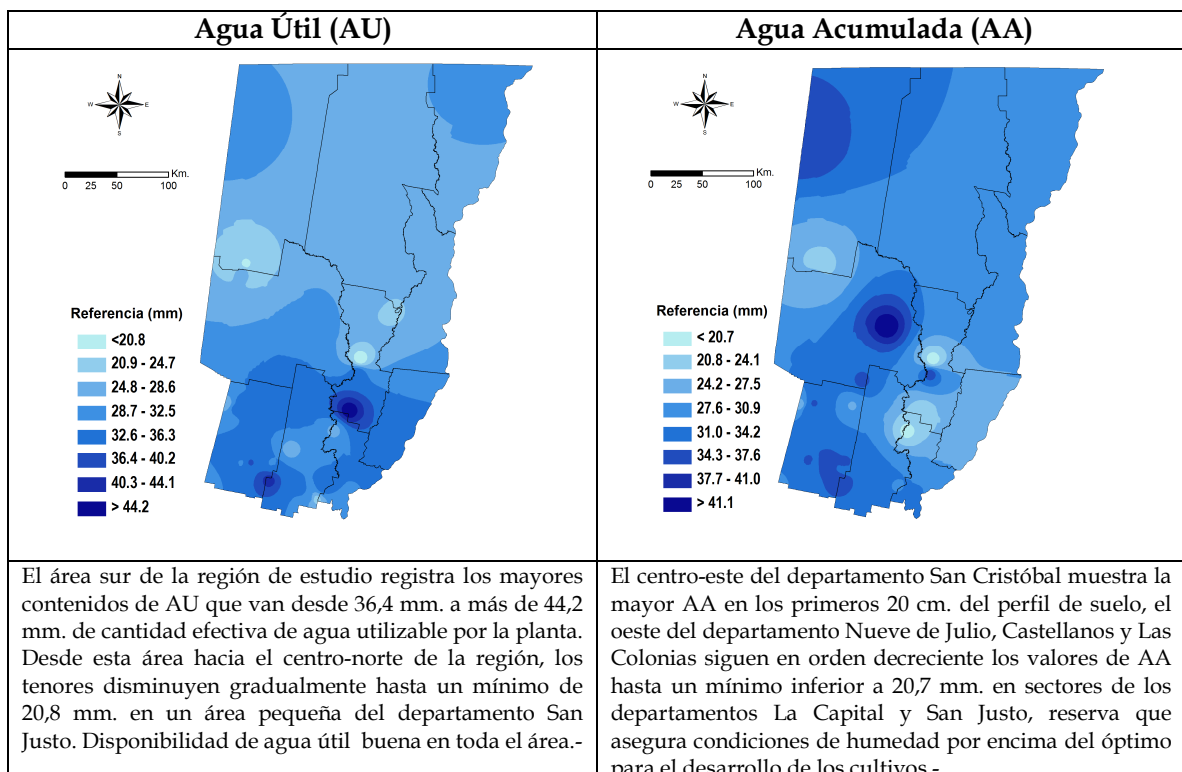 Agua Útil (AU)
Agua Acumulada (AA)
N
W E
S
Km.
0 25 50 100
Referencia (mm)
<20.8
20.9 - 24.7
24.8 - 28.6
28.7 - 32.5
32.6 - 36.3
36.4 - 40.2
40.3 - 44.1
> 44.2
N
W E
S
Km.
0 25 50 100
Referencia (mm)
< 20.7
20.8 - 24.1
24.2 - 27.5
27.6 - 30.9
31.0 - 34.2
34.3 - 37.6
37.7 - 41.0
> 41.1
El área sur de la región de estudio registra los mayores
contenidos de AU que van desde 36,4 mm. a más de 44,2
mm. de cantidad efectiva de agua utilizable por la planta.
Desde esta área hacia el centro-norte de la región, los
tenores disminuyen gradualmente hasta un mínimo de
20,8 mm. en un área pequeña del departamento San
Justo. Disponibilidad de agua útil buena en toda el área.-
El centro-este del departamento San Cristóbal muestra la
mayor AA en los primeros 20 cm. del perfil de suelo, el
oeste del departamento Nueve de Julio, Castellanos y Las
Colonias siguen en orden decreciente los valores de AA
hasta un mínimo inferior a 20,7 mm. en sectores de los
departamentos La Capital y San Justo, reserva que
asegura condiciones de humedad por encima del óptimo
para el desarrollo de los cultivos.-